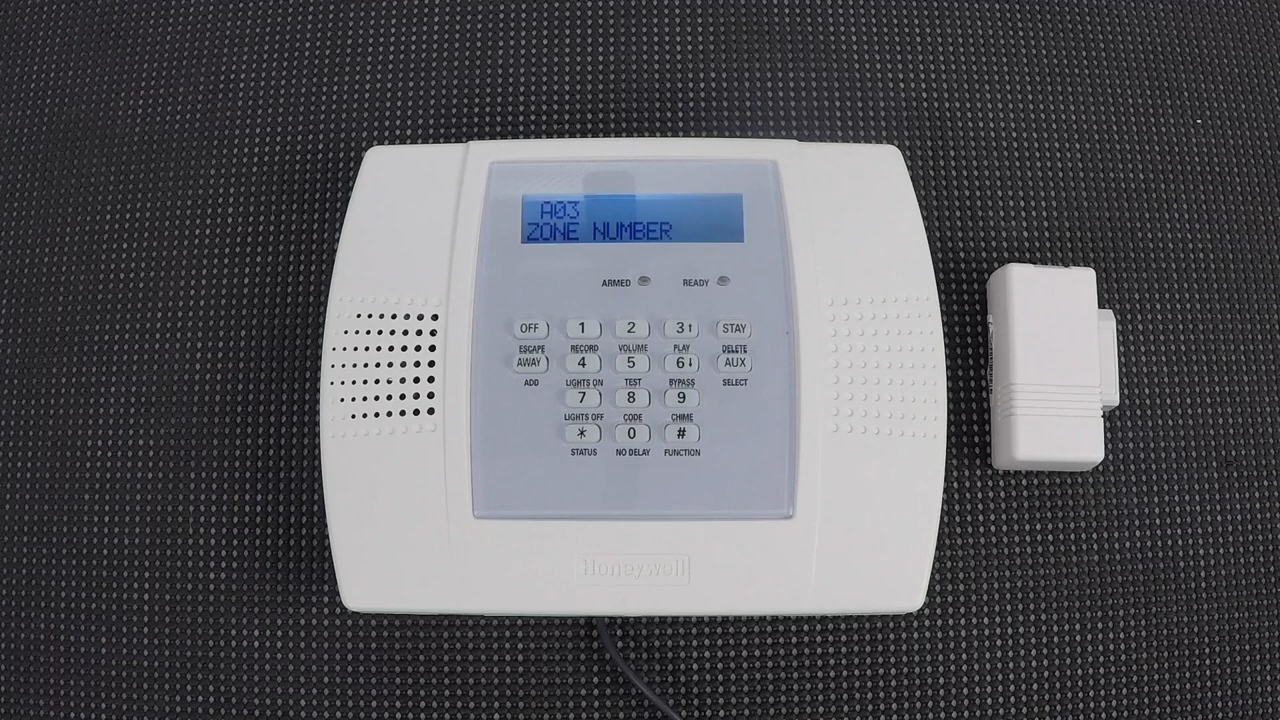 A03
ZONE NUMBER
ARMED READY
OFF 1 2 3↑ STAY
ESCAPE RECORD VOLUME PLAY DELETE
AWAY 4 5 6↓ AUX
ADD LIGHTS ON TEST BYPASS SELECT
7 8 9
LIGHTS OFF CODE CHIME
* 0 #
STATUS NO DELAY FUNCTION
Honeywell